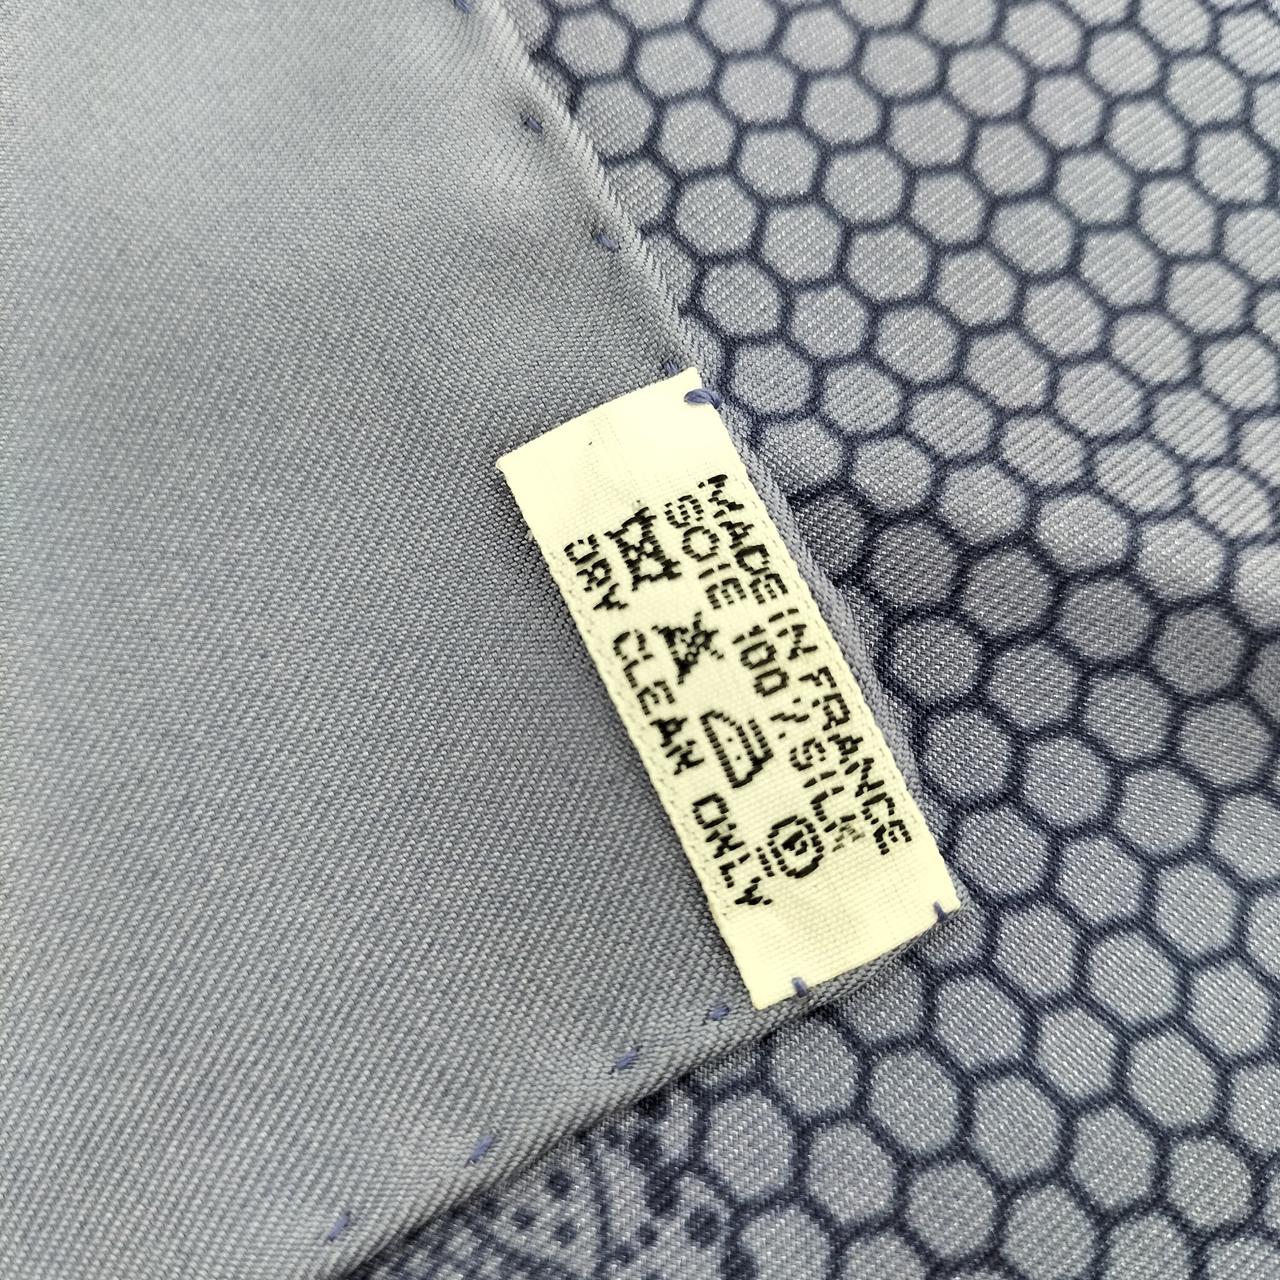 MADE IN FRANCE
SOIE 100 % SILK
DRY CLEAN ONLY